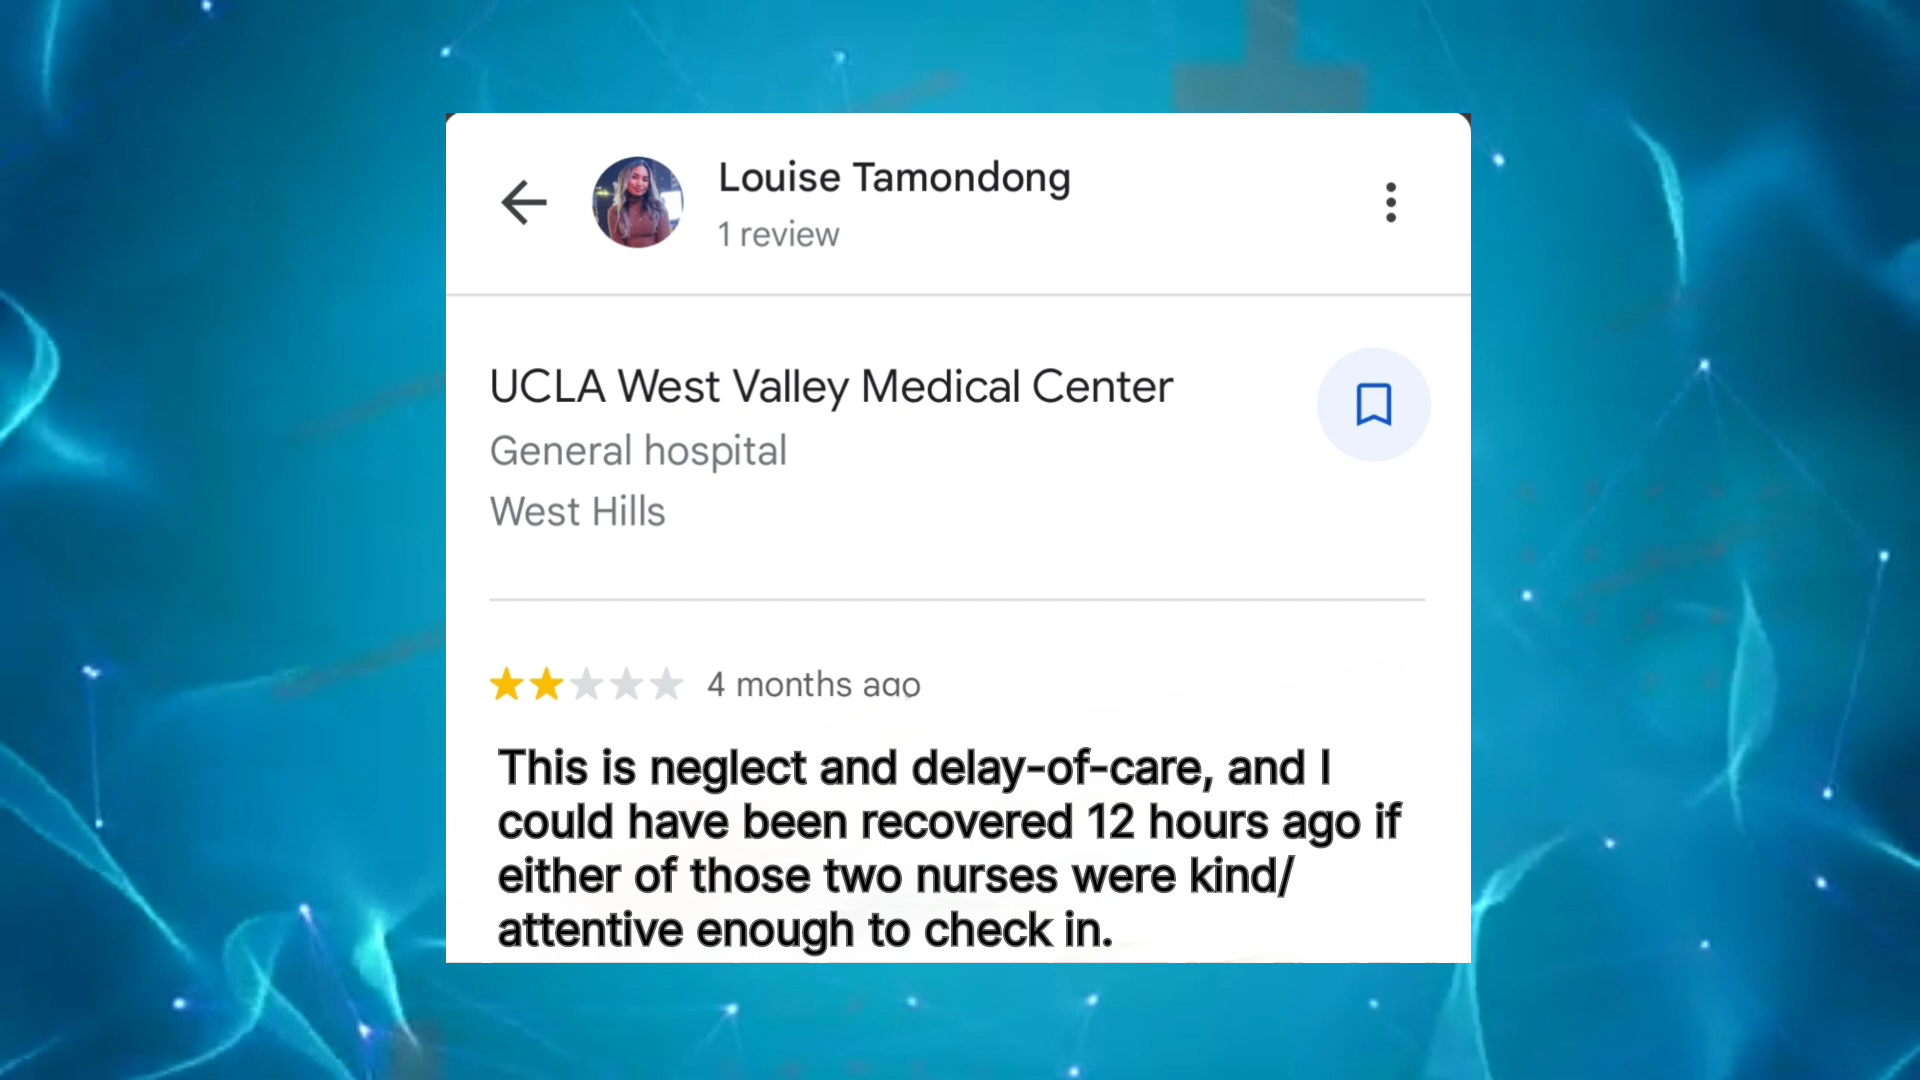 Louise Tamondong
1 review
UCLA West Valley Medical Center
General hospital
West Hills
4 months ago
This is neglect and delay-of-care, and I
could have been recovered 12 hours ago if
either of those two nurses were kind/
attentive enough to check in.